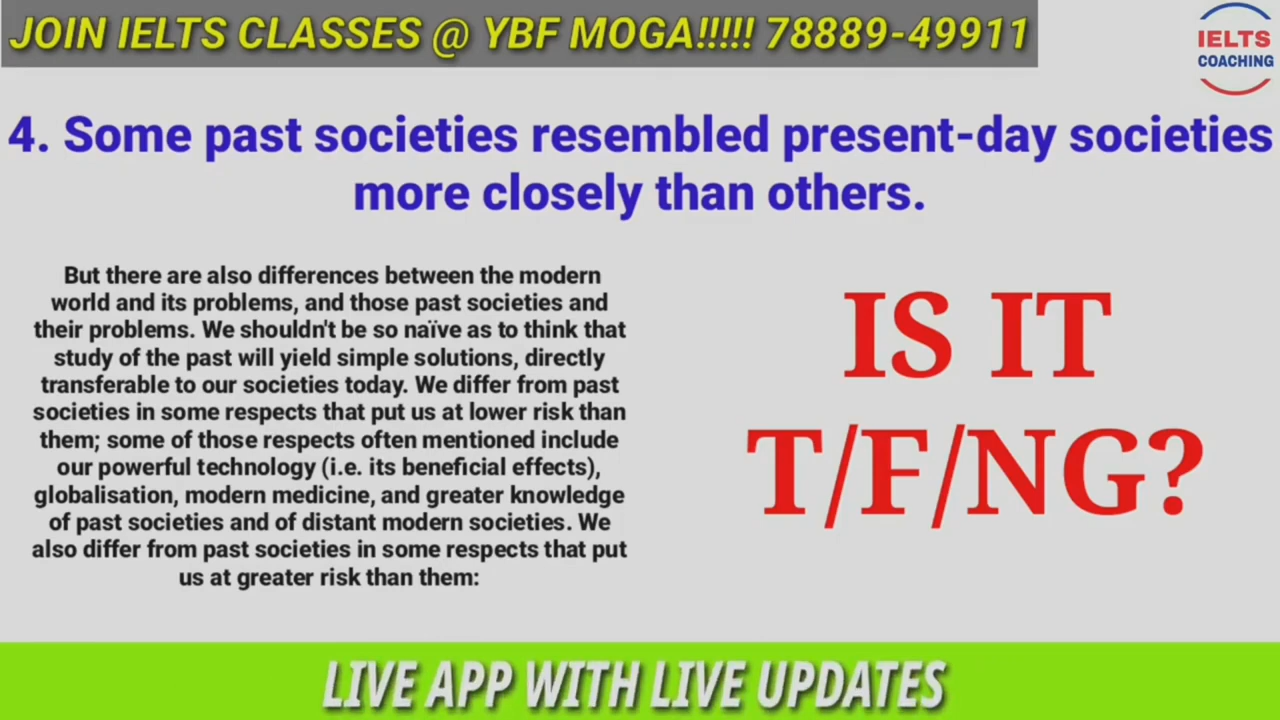 JOIN IELTS CLASSES @ YBF MOGA!!!!! 78889-49911
IELTS
COACHING
4. Some past societies resembled present-day societies
more closely than others.
But there are also differences between the modern
world and its problems, and those past societies and
their problems. We shouldn't be so naïve as to think that
study of the past will yield simple solutions, directly
transferable to our societies today. We differ from past
societies in some respects that put us at lower risk than
them; some of those respects often mentioned include
our powerful technology (i.e. its beneficial effects),
globalisation, modern medicine, and greater knowledge
of past societies and of distant modern societies. We
also differ from past societies in some respects that put
us at greater risk than them:
IS IT
T/F/NG?
LIVE APP WITH LIVE UPDATES